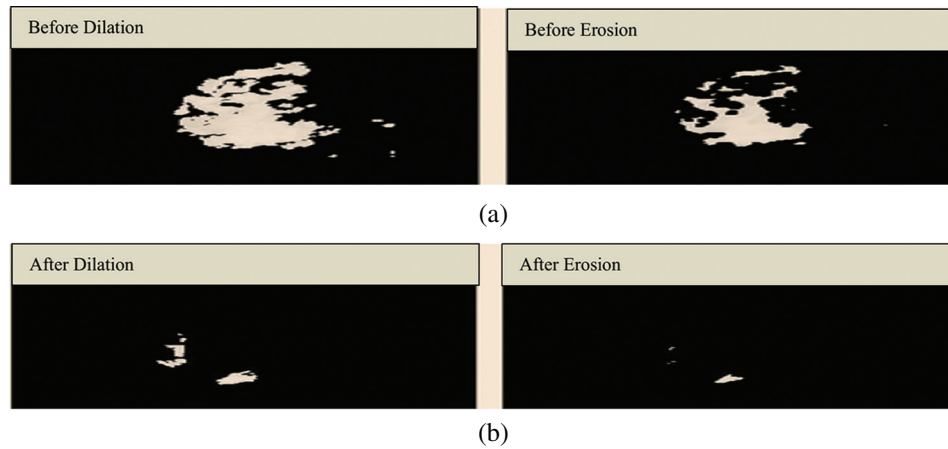 Before Dilation
Before Erosion
(a)
After Dilation
After Erosion
(b)